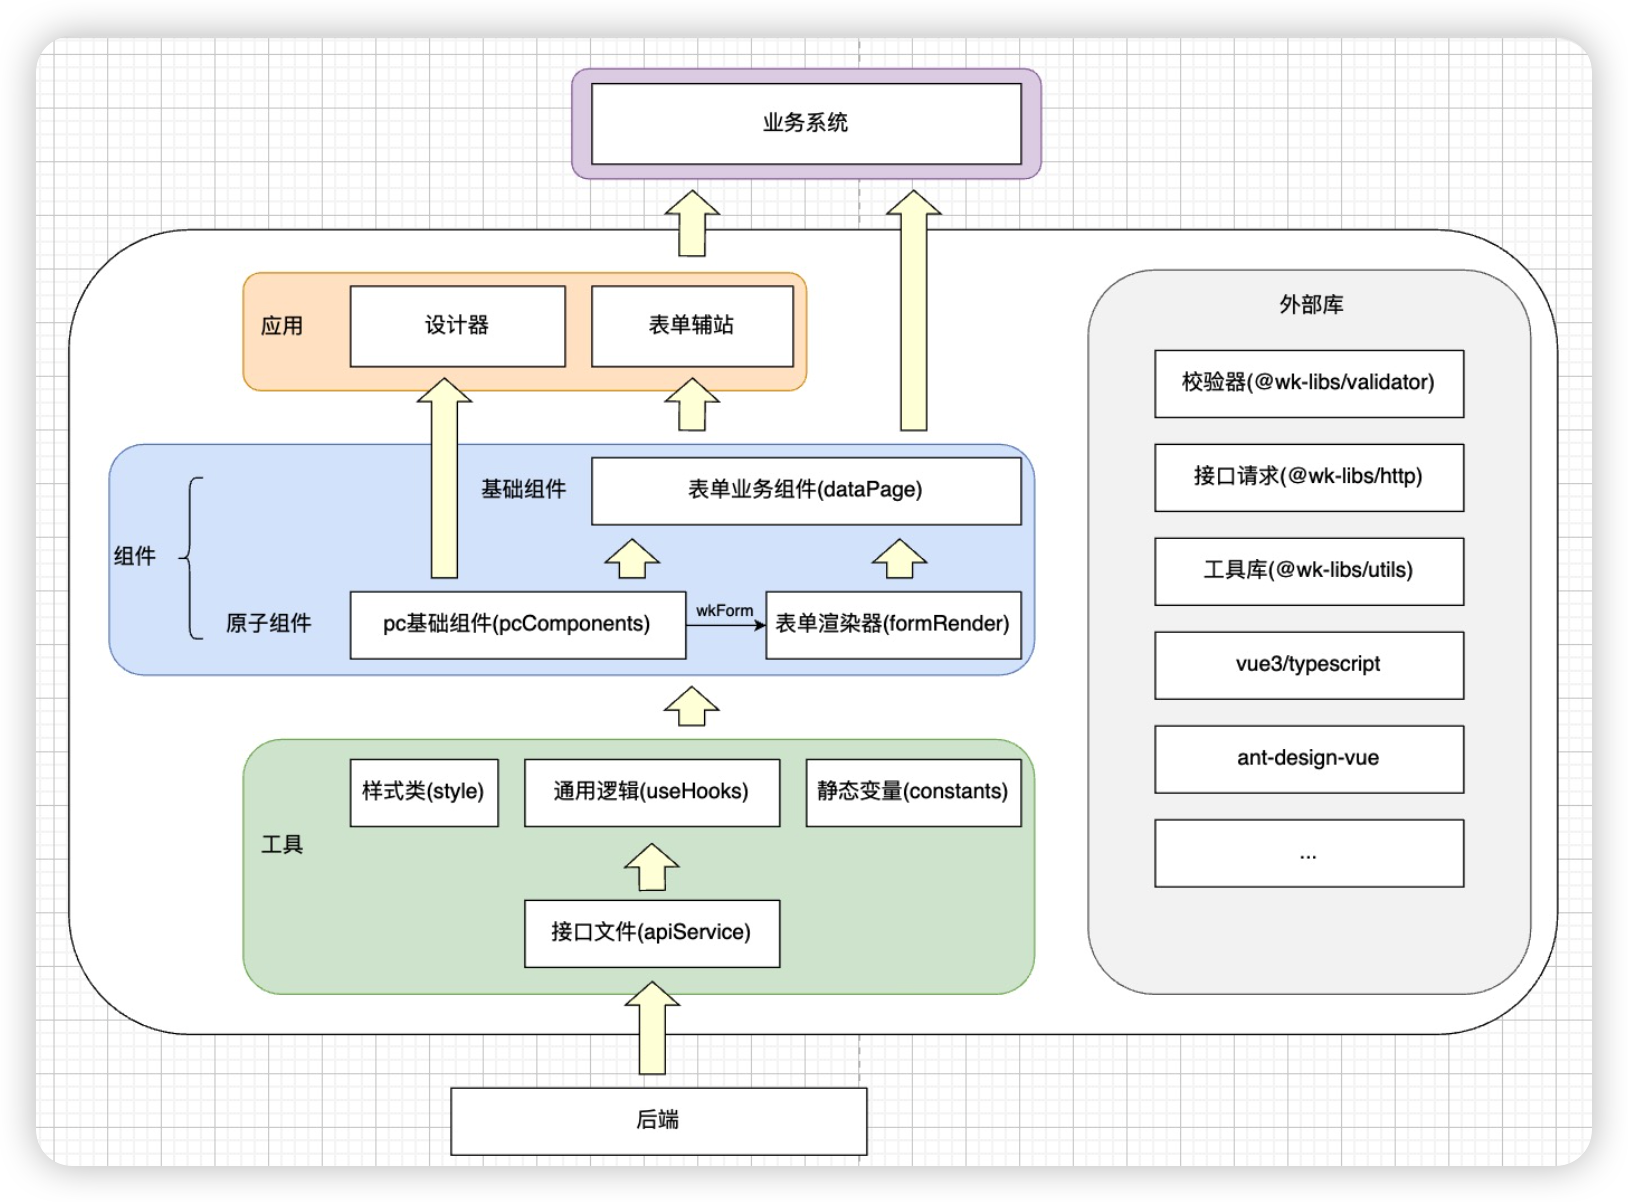 业务系统
应用
设计器
表单辅站
组件
基础组件
表单业务组件(dataPage)
原子组件
pc基础组件(pcComponents)
wkForm
表单渲染器(formRender)
工具
样式类(style)
通用逻辑(useHooks)
静态变量(constants)
接口文件(apiService)
后端
外部库
校验器(@wk-libs/validator)
接口请求(@wk-libs/http)
工具库(@wk-libs/utils)
vue3/typescript
ant-design-vue
...